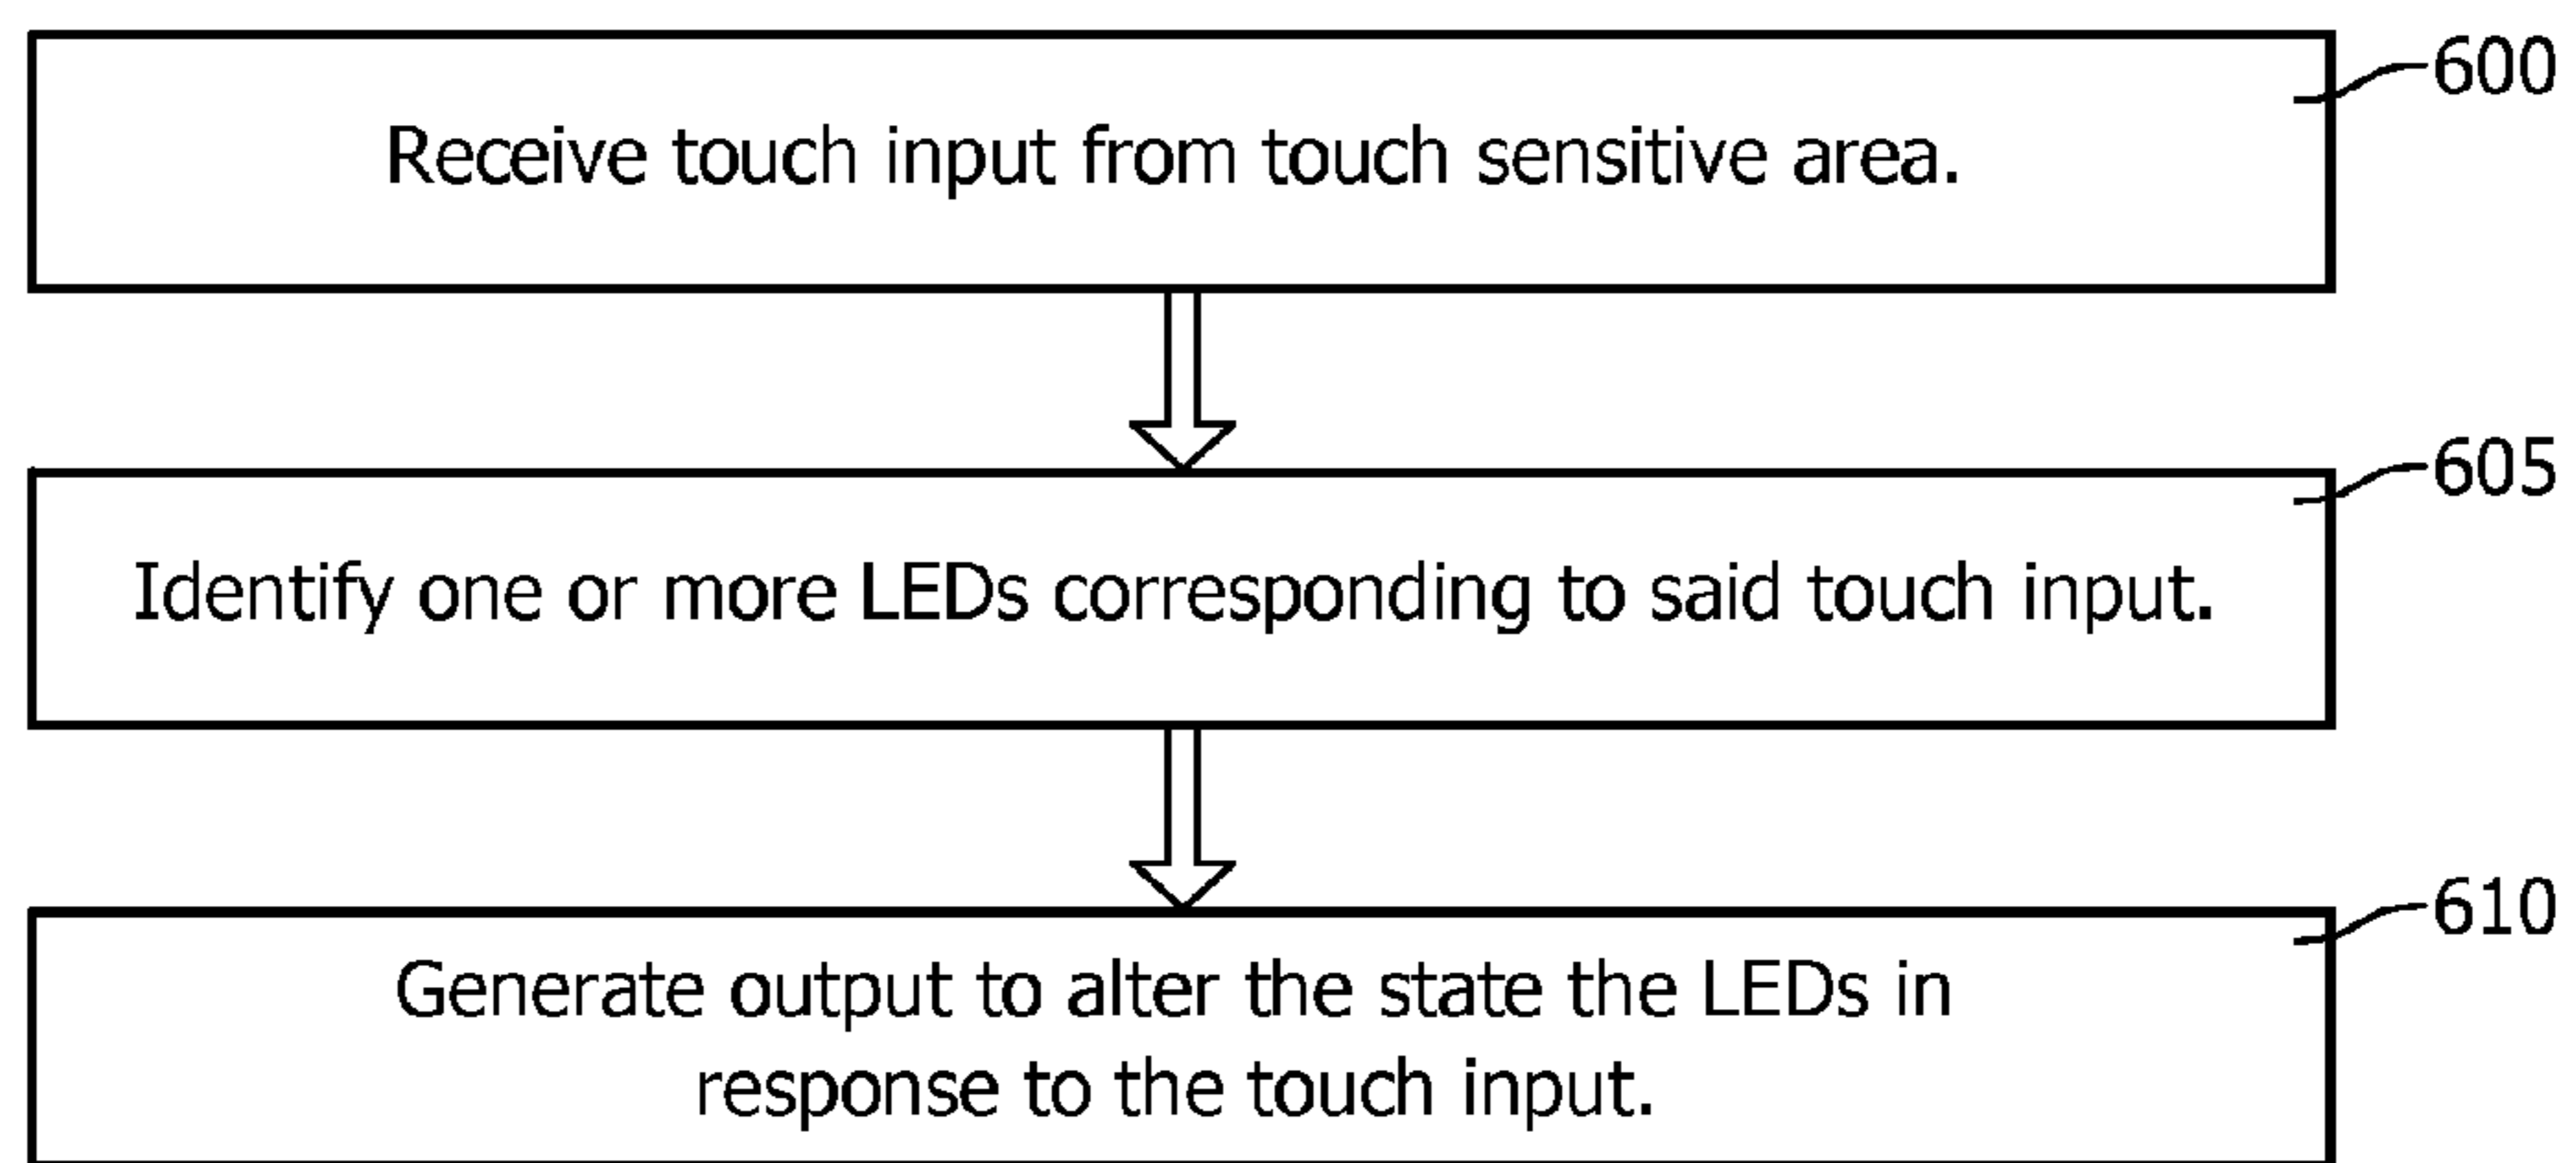 600
Receive touch input from touch sensitive area.
605
Identify one or more LEDs corresponding to said touch input.
610
Generate output to alter the state the LEDs in
response to the touch input.